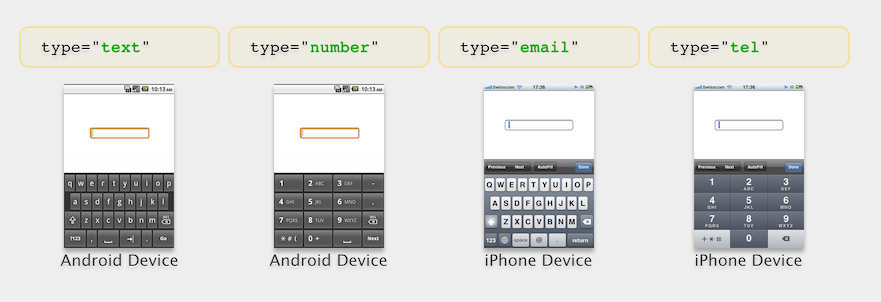 type="text"
type="number"
type="email"
type="tel"
10:13 AM
10:13 AM
Swisscom 17:36
Swisscom 17:36
q w e r t y u i o p
a s d f g h j k l
z x c v b n m
?123 , . Go
1 2 ABC 3 DEF -
4 GHI 5 JKL 6 MNO .
7 PQRS 8 TUV 9 WXYZ
* # ( 0 + Next
Previous Next AutoFill Done
Q W E R T Y U I O P
A S D F G H J K L
Z X C V B N M
123 space @ . return
Previous Next AutoFill Done
1 2 ABC 3 DEF
4 GHI 5 JKL 6 MNO
7 PQRS 8 TUV 9 WXYZ
+ * # 0
Android Device
Android Device
iPhone Device
iPhone Device